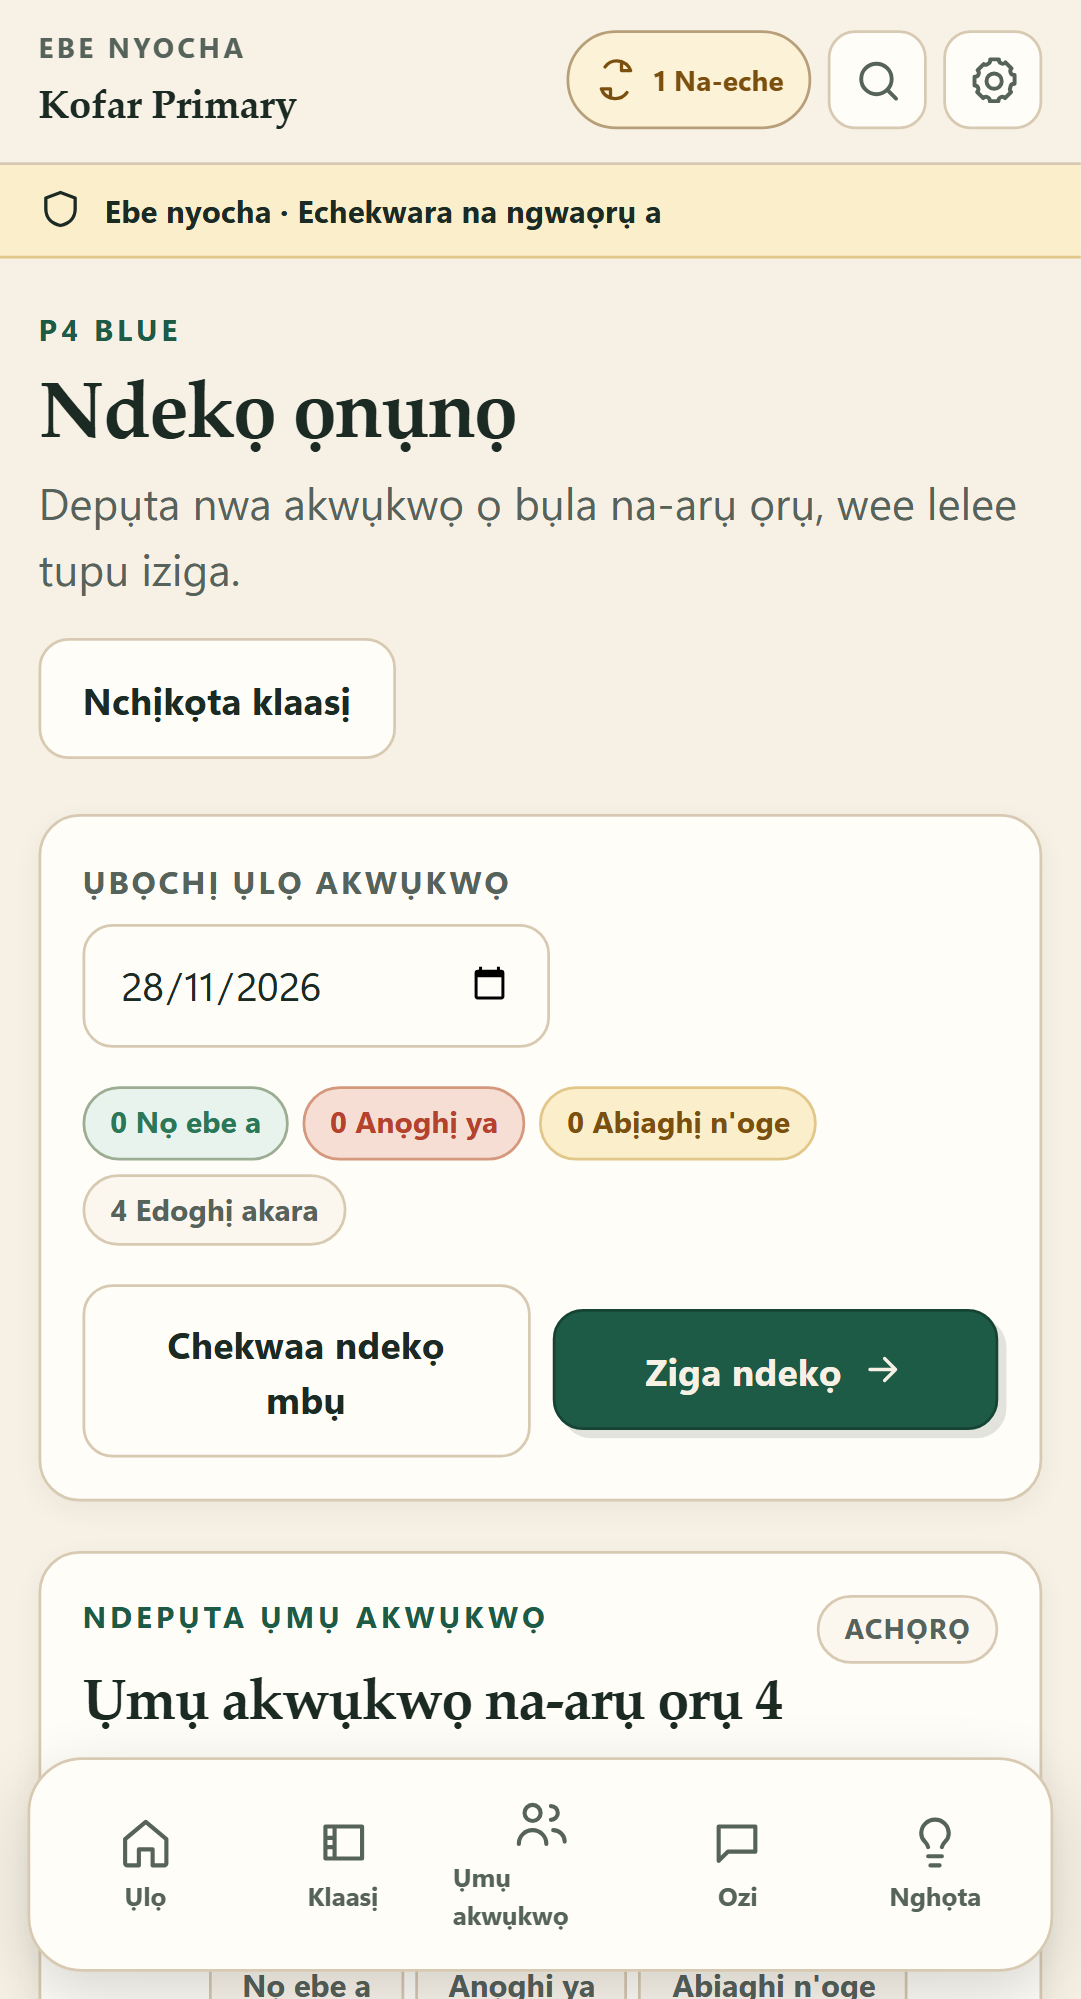 EBE NYOCHA
Kofar Primary
1 Na-eche
Ebe nyocha · Echekwara na ngwaọrụ a
P4 BLUE
Ndekọ ọnụnọ
Depụta nwa akwụkwọ ọ bụla na-arụ ọrụ, wee lelee
tupu iziga.
Nchịkọta klaasị
ỤBỌCHỊ ỤLỌ AKWỤKWỌ
28/11/2026
0 Nọ ebe a
0 Anọghị ya
0 Abịaghị n'oge
4 Edoghị akara
Chekwaa ndekọ
mbụ
Ziga ndekọ
NDEPỤTA ỤMỤ AKWỤKWỌ
ACHỌRỌ
Ụmụ akwụkwọ na-arụ ọrụ 4
Ụlọ
Klaasị
Ụmụ
akwụkwọ
Ozi
Nghọta
Nọ ebe a
Anọghị ya
Abịaghị n'oge